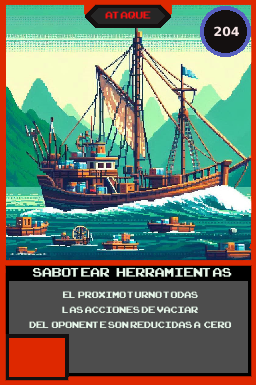 ATAQUE
204
SABOTEAR HERRAMIENTAS
EL PROXIMO TURNO TODAS
LAS ACCIONES DE VACIAR
DEL OPONENTE SON REDUCIDAS A CERO